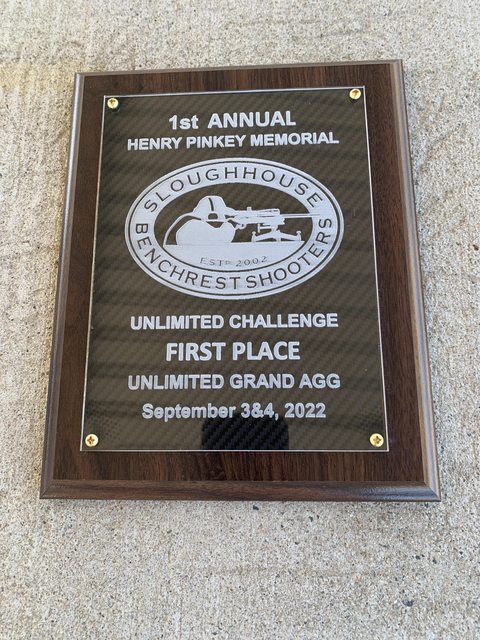 1st ANNUAL
HENRY PINKEY MEMORIAL
SLOUGHHOUSE
ESTD 2002
BENCHREST SHOOTERS
UNLIMITED CHALLENGE
FIRST PLACE
UNLIMITED GRAND AGG
September 3&4, 2022